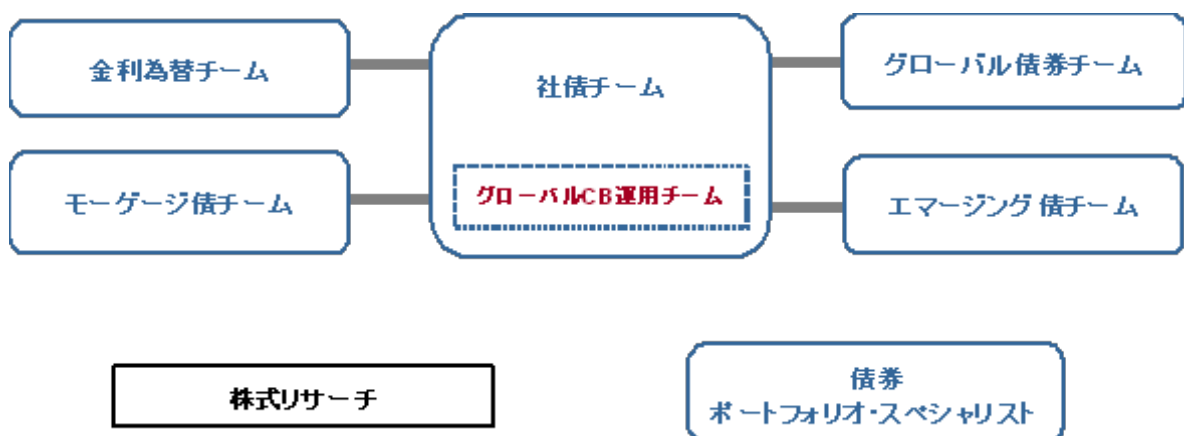 金利為替チーム
社債チーム
グローバル債券チーム
モーゲージ債チーム
グローバルCB運用チーム
エマージング債チーム
株式リサーチ
債券
ポートフォリオ・スペシャリスト